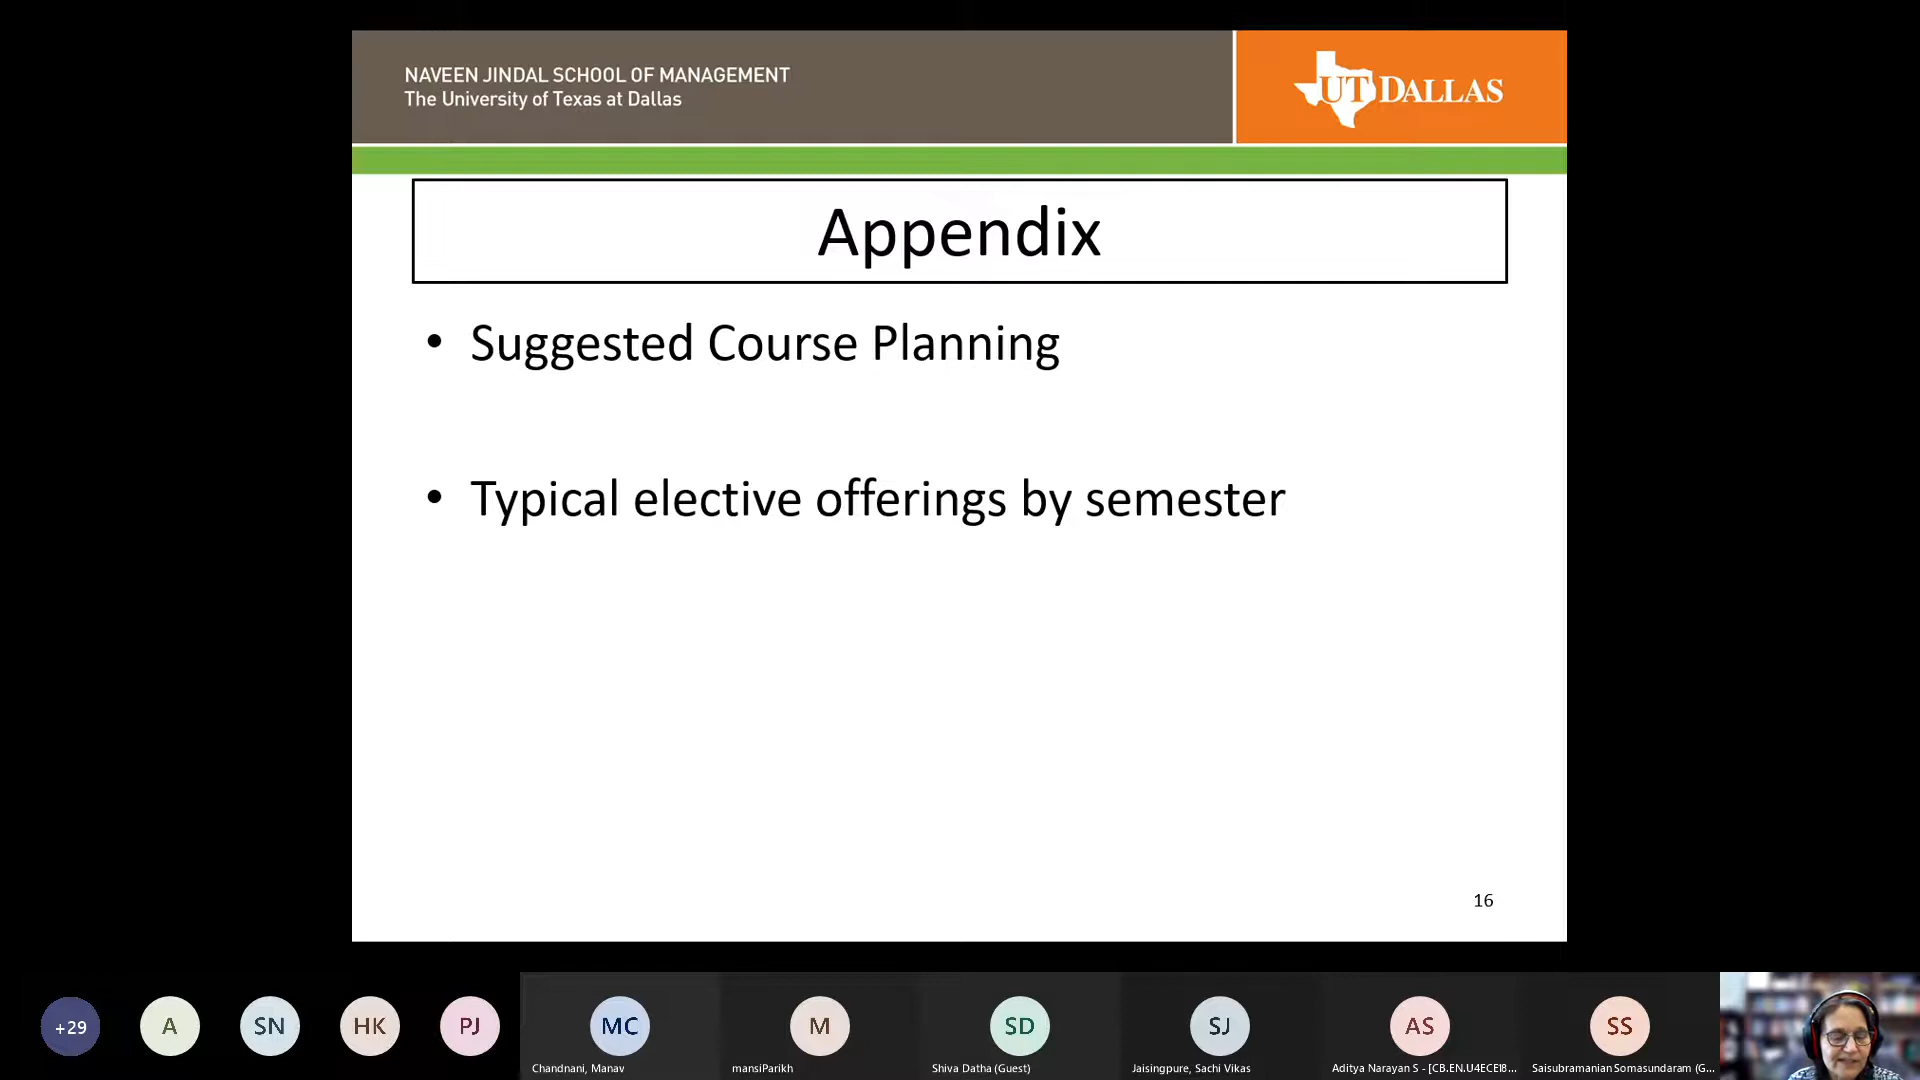 NAVEEN JINDAL SCHOOL OF MANAGEMENT
The University of Texas at Dallas
UT DALLAS
Appendix
• Suggested Course Planning
• Typical elective offerings by semester
16
+29
A
SN
HK
PJ
MC
M
SD
SJ
AS
SS
Chandnani, Manav
mansiParikh
Shiva Datha (Guest)
Jaisingpure, Sachi Vikas
Aditya Narayan S - [CB.EN.U4ECE18...
Saisubramanian Somasundaram (G...